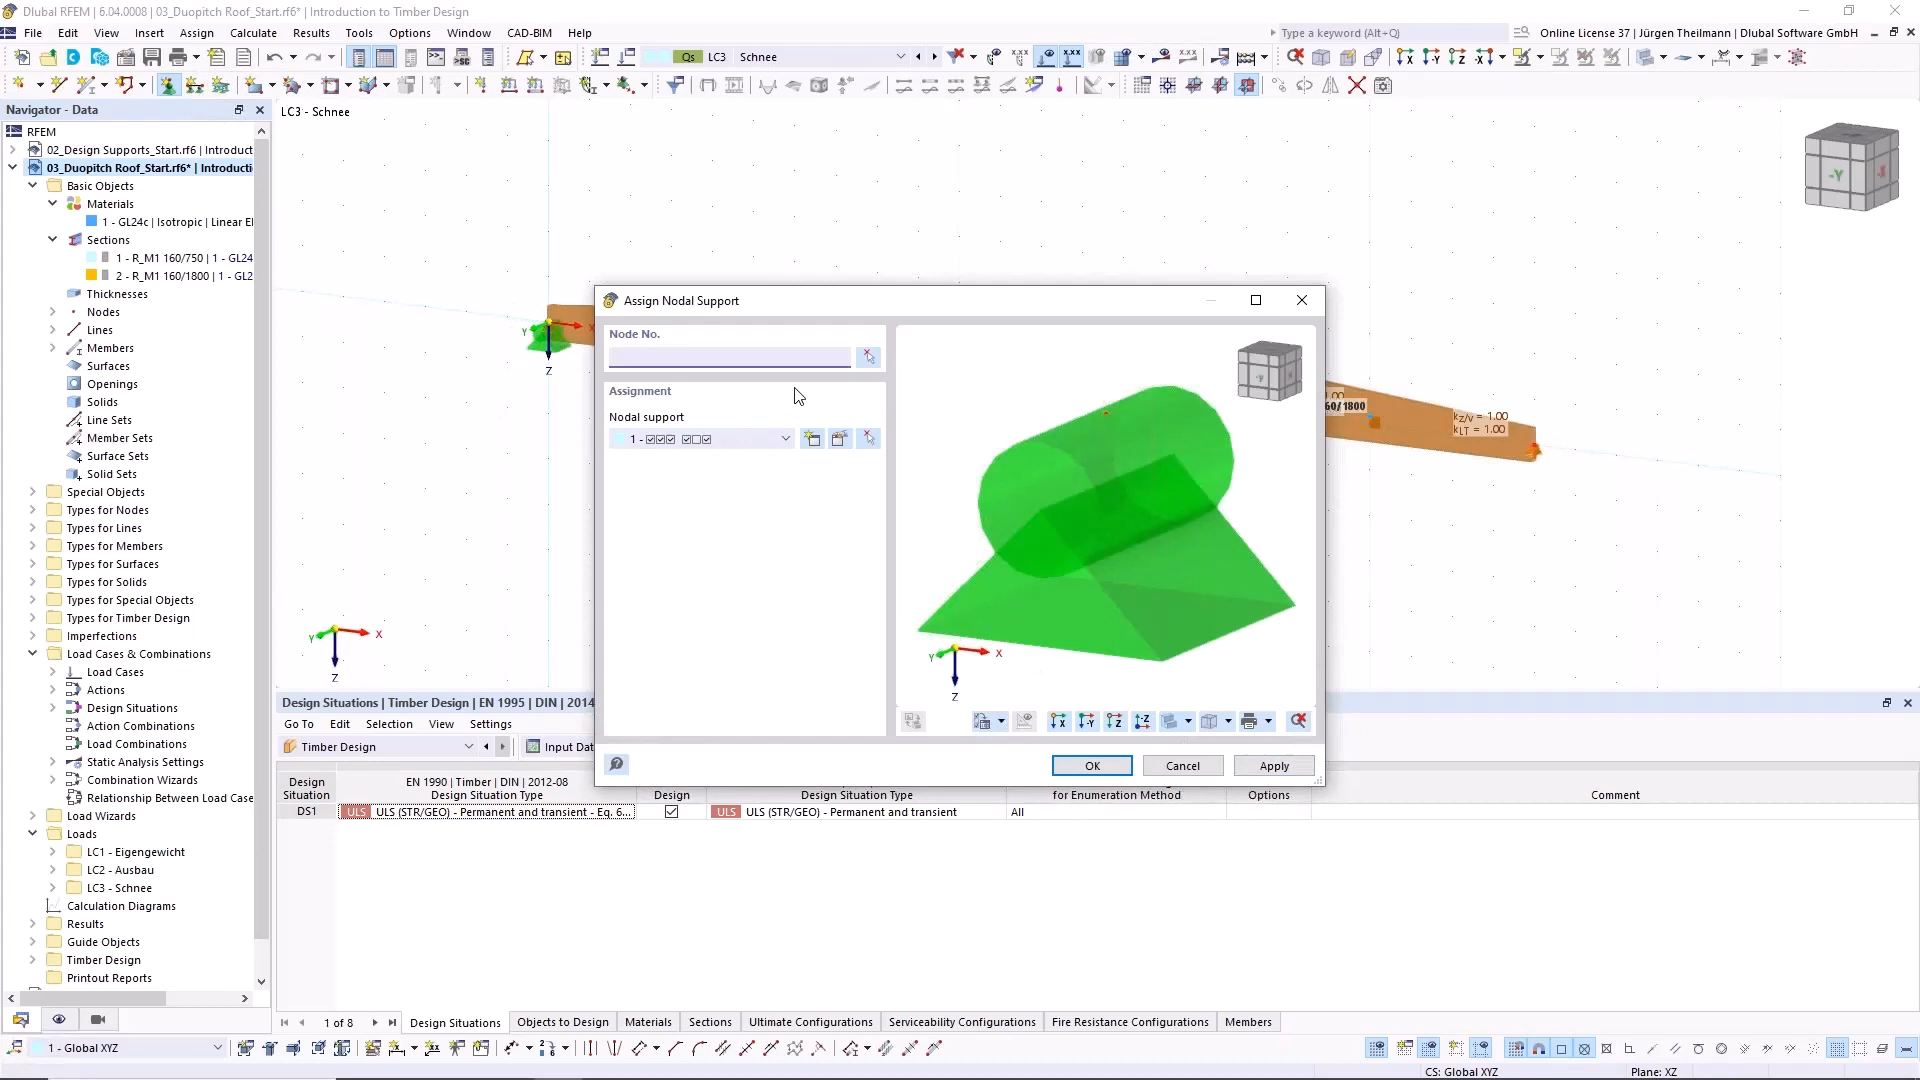 Dlubal RFEM | 6.04.0008 | 03_Duopitch Roof_Start.rf6* | Introduction to Timber Design
File Edit View Insert Assign Calculate Results Tools Options Window CAD-BIM Help
Type a keyword (Alt+Q)
Online License 37 | Jürgen Theilmann | Dlubal Software GmbH
Qs LC3 Schnee
Navigator - Data
RFEM
02_Design Supports_Start.rf6 | Introduct
03_Duopitch Roof_Start.rf6* | Introducti
Basic Objects
Materials
1 - GL24c | Isotropic | Linear El
Sections
1 - R_M1 160/750 | 1 - GL24
2 - R_M1 160/1800 | 1 - GL2
Thicknesses
Nodes
Lines
Members
Surfaces
Openings
Solids
Line Sets
Member Sets
Surface Sets
Solid Sets
Special Objects
Types for Nodes
Types for Lines
Types for Members
Types for Surfaces
Types for Solids
Types for Special Objects
Types for Timber Design
Imperfections
Load Cases & Combinations
Load Cases
Actions
Design Situations
Action Combinations
Load Combinations
Static Analysis Settings
Combination Wizards
Relationship Between Load Case
Load Wizards
Loads
LC1 - Eigengewicht
LC2 - Ausbau
LC3 - Schnee
Calculation Diagrams
Results
Guide Objects
Timber Design
Printout Reports
LC3 - Schnee
Y
X
Z
.00
60/1800
kz/v = 1.00
kLT = 1.00
-Y
-X
Y
X
Z
Assign Nodal Support
Node No.
Assignment
Nodal support
1 -
Y
X
Z
OK
Cancel
Apply
Design Situations | Timber Design | EN 1995 | DIN | 2014
Go To Edit Selection View Settings
Timber Design
Input Dat
Design Situation
EN 1990 | Timber | DIN | 2012-08
Design Situation Type
Design
Design Situation Type
for Enumeration Method
Options
Comment
DS1 ULS ULS (STR/GEO) - Permanent and transient - Eq. 6... ULS ULS (STR/GEO) - Permanent and transient All
1 of 8
Design Situations Objects to Design Materials Sections Ultimate Configurations Serviceability Configurations Fire Resistance Configurations Members
1 - Global XYZ
CS: Global XYZ
Plane: XZ